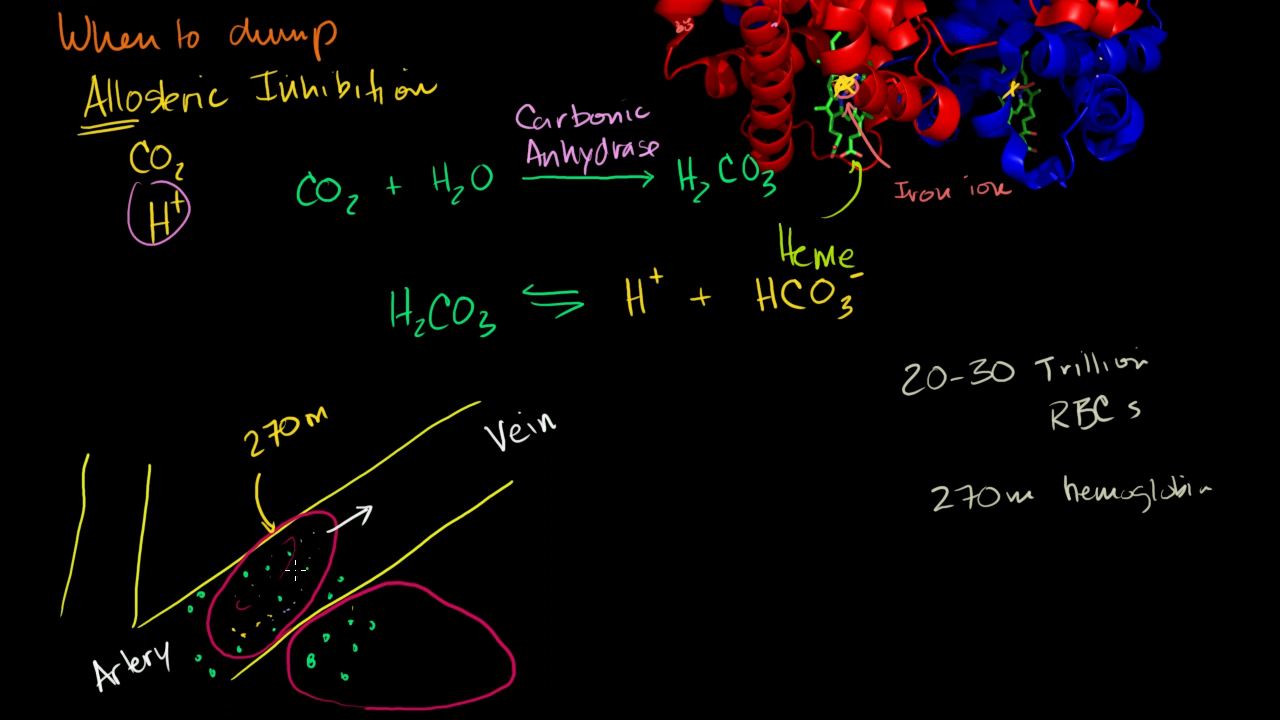 When to dump
Allosteric Inhibition
CO₂
H⁺
CO₂ + H₂O → H₂CO₃
Carbonic
Anhydrase
Iron ion
Heme
H₂CO₃ ⇌ H⁺ + HCO₃⁻
20-30 Trillion
RBCs
270m hemoglobin
270m
Vein
Artery